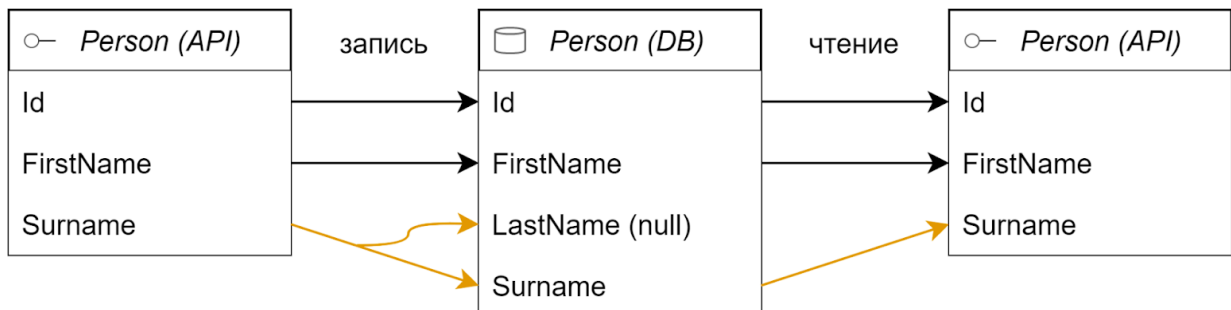 Person (API)
запись
Person (DB)
чтение
Person (API)
Id
Id
Id
FirstName
FirstName
FirstName
Surname
LastName (null)
Surname
Surname